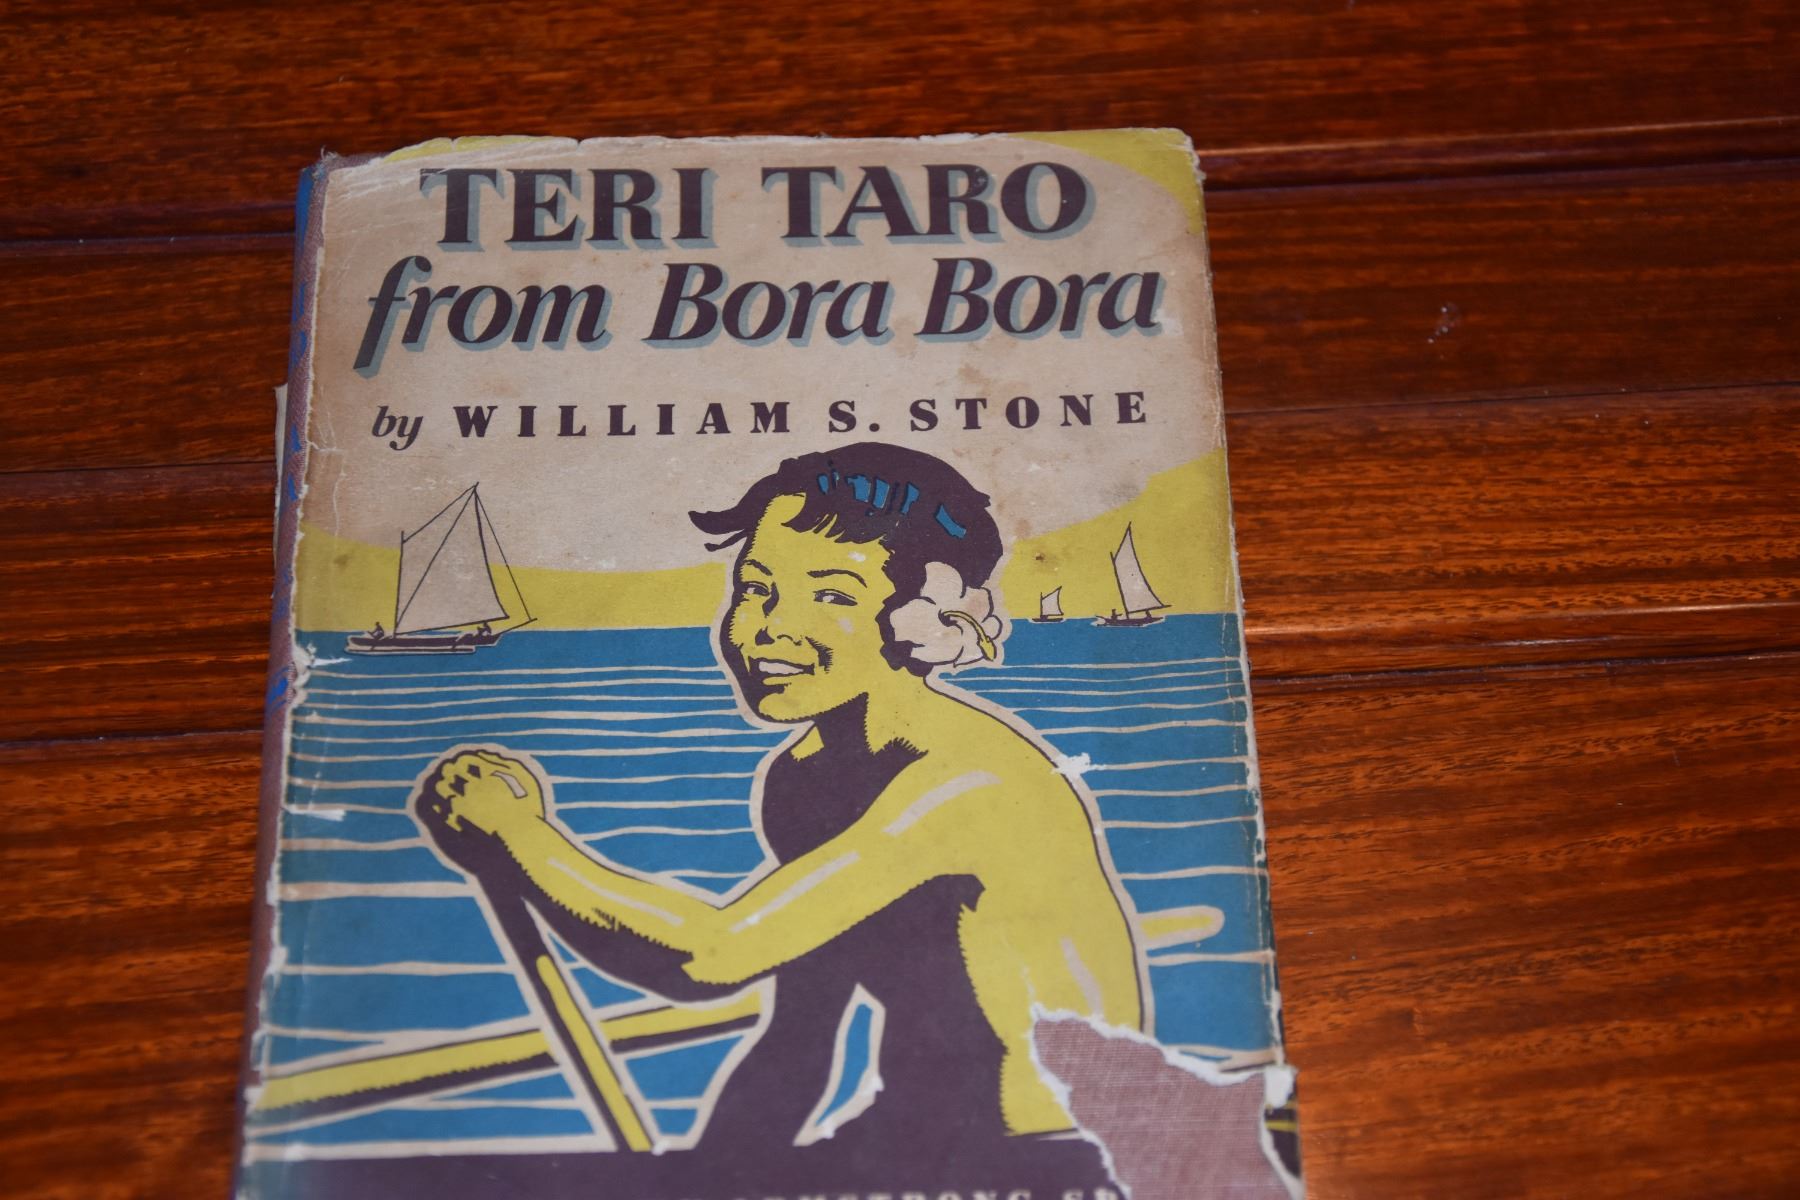 TERI TARO
from Bora Bora
by WILLIAM S. STONE